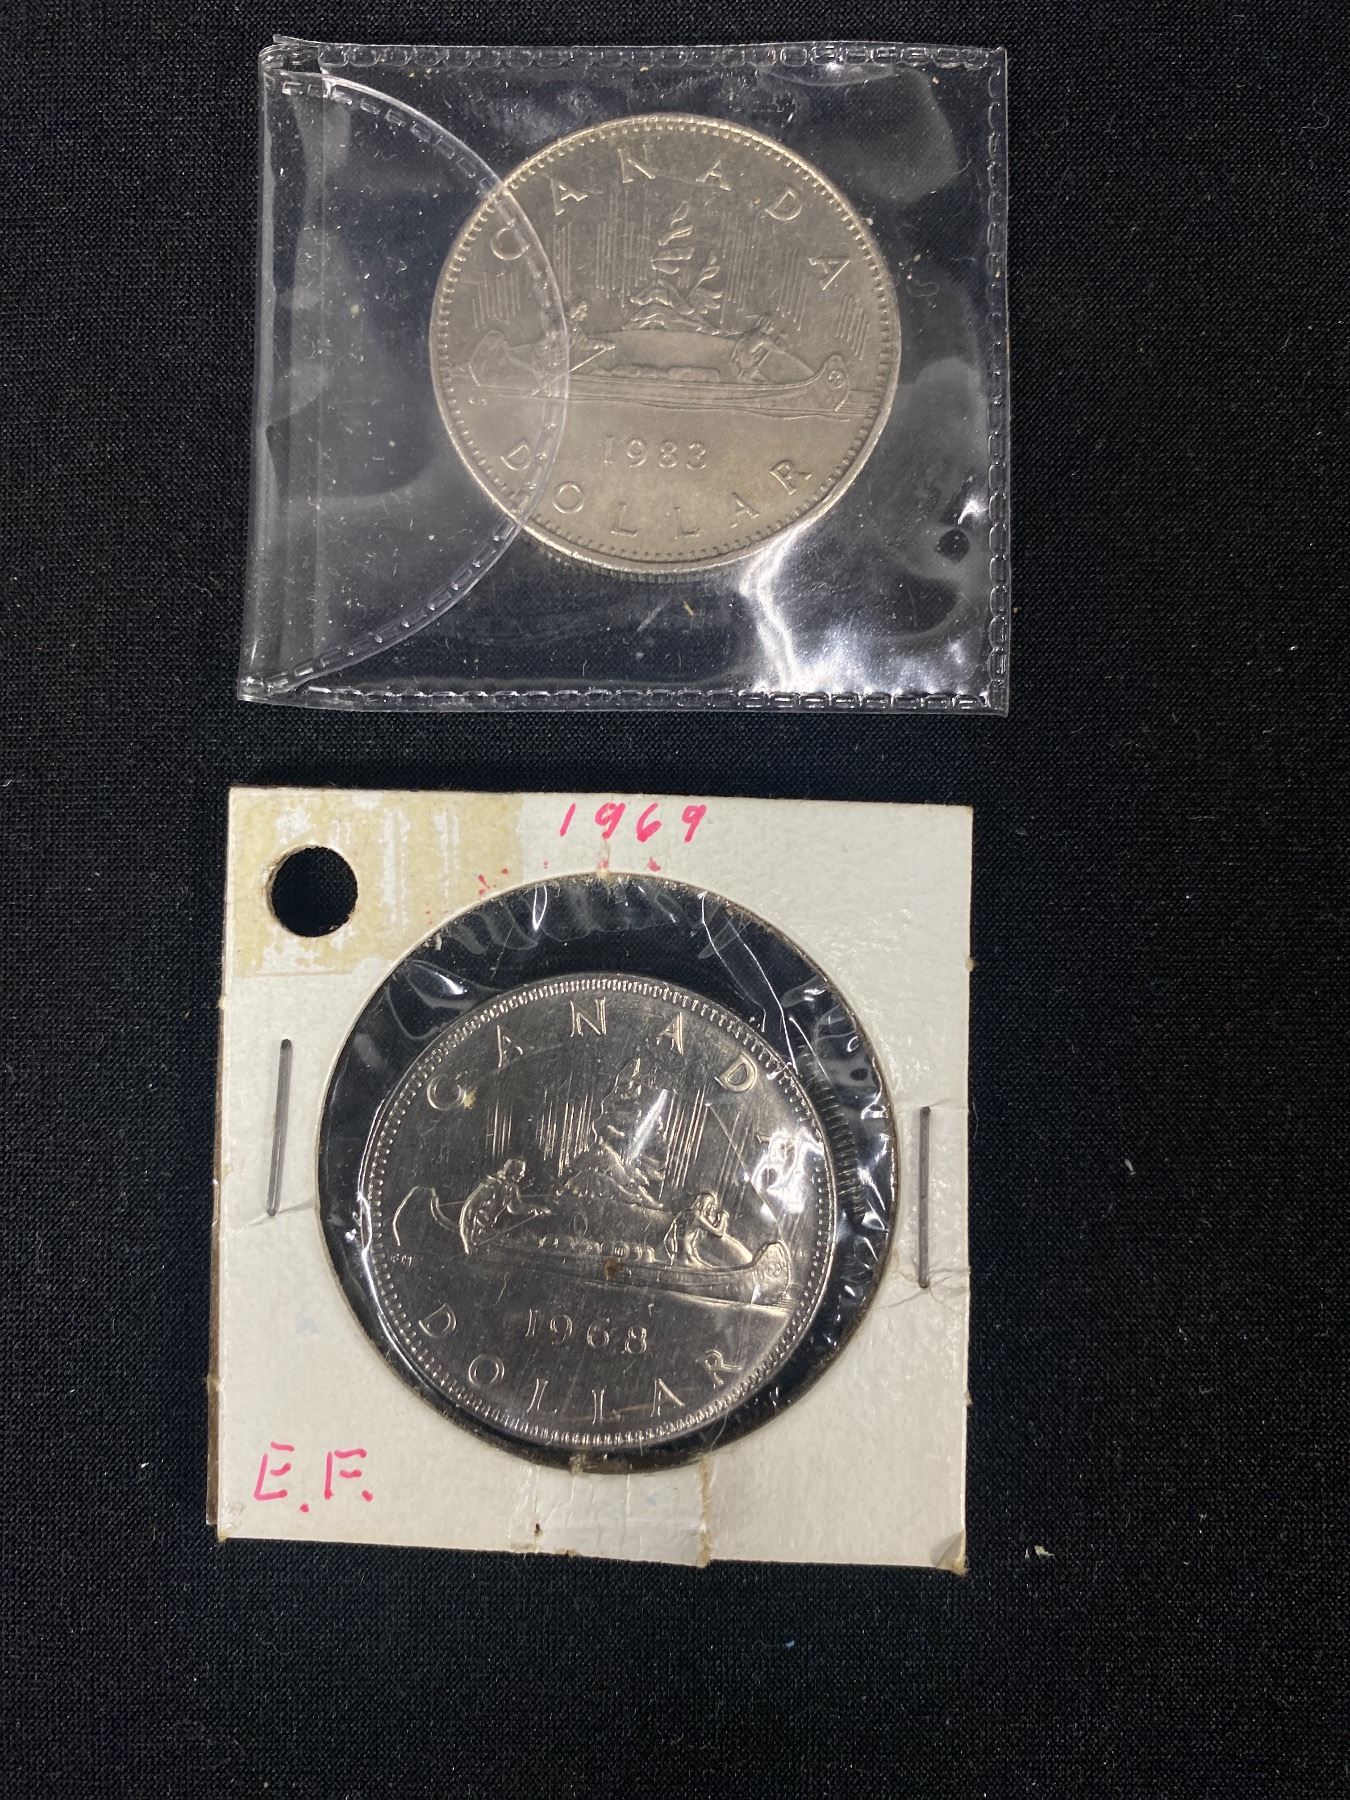 CANADA
1983
DOLLAR
1969
CANADA
1968
DOLLAR
E.F.